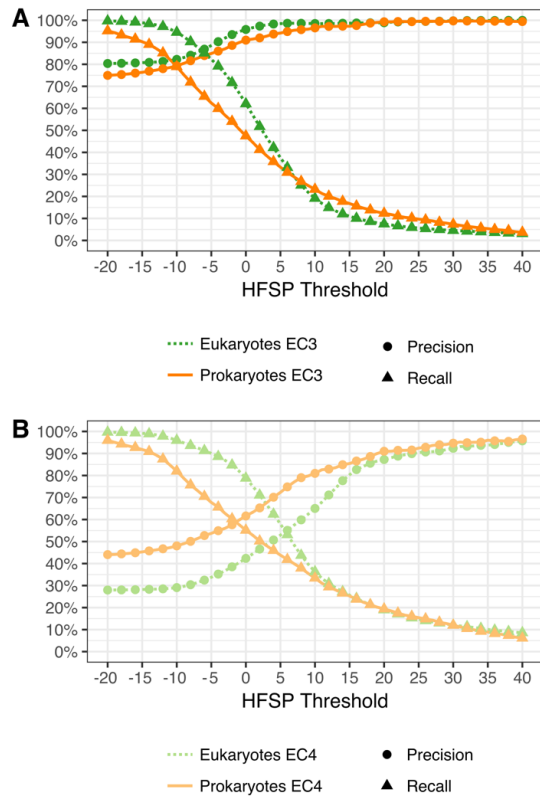 A
100%
90%
80%
70%
60%
50%
40%
30%
20%
10%
0%
-20 -15 -10 -5 0 5 10 15 20 25 30 35 40
HFSP Threshold
Eukaryotes EC3 Precision
Prokaryotes EC3 Recall
B
100%
90%
80%
70%
60%
50%
40%
30%
20%
10%
0%
-20 -15 -10 -5 0 5 10 15 20 25 30 35 40
HFSP Threshold
Eukaryotes EC4 Precision
Prokaryotes EC4 Recall